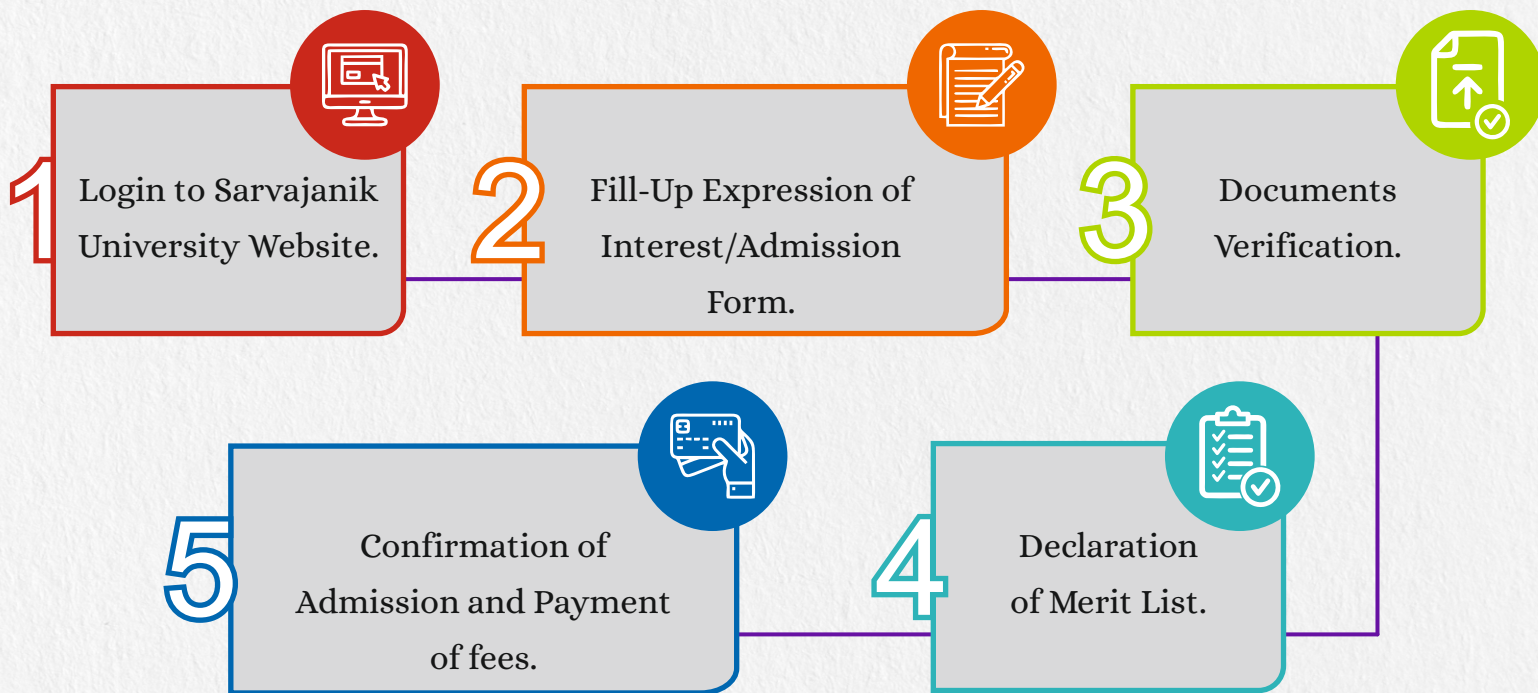 1
Login to Sarvajanik
University Website.
2
Fill-Up Expression of
Interest/Admission
Form.
3
Documents
Verification.
4
Declaration
of Merit List.
5
Confirmation of
Admission and Payment
of fees.